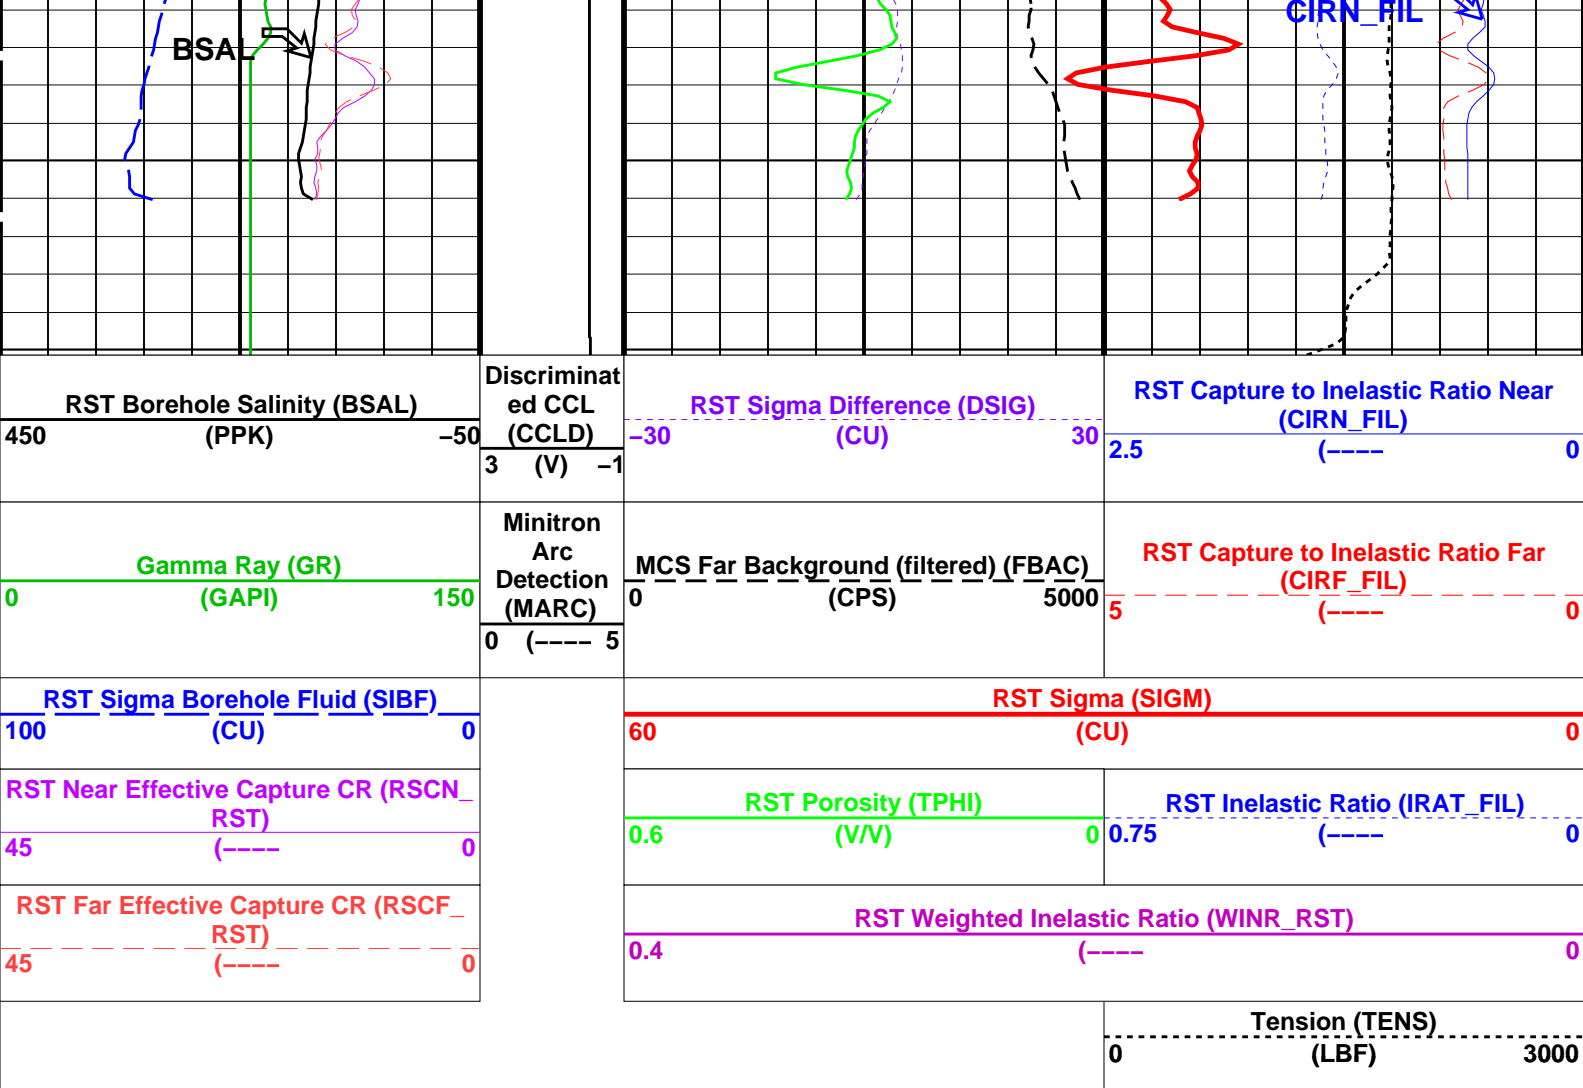 CIRN_FIL
BSAL
RST Borehole Salinity (BSAL)
450 (PPK) −50
Discriminat
ed CCL
(CCLD)
3 (V) −1
RST Sigma Difference (DSIG)
−30 (CU) 30
RST Capture to Inelastic Ratio Near
(CIRN_FIL)
2.5 (−−−− 0
Gamma Ray (GR)
0 (GAPI) 150
Minitron
Arc
Detection
(MARC)
0 (−−−− 5
MCS Far Background (filtered) (FBAC)
0 (CPS) 5000
RST Capture to Inelastic Ratio Far
(CIRF_FIL)
5 (−−−− 0
RST Sigma Borehole Fluid (SIBF)
100 (CU) 0
RST Sigma (SIGM)
60 (CU) 0
RST Near Effective Capture CR (RSCN_
RST)
45 (−−−− 0
RST Porosity (TPHI)
0.6 (V/V) 0
RST Inelastic Ratio (IRAT_FIL)
0.75 (−−−− 0
RST Far Effective Capture CR (RSCF_
RST)
45 (−−−− 0
RST Weighted Inelastic Ratio (WINR_RST)
0.4 (−−−− 0
Tension (TENS)
0 (LBF) 3000